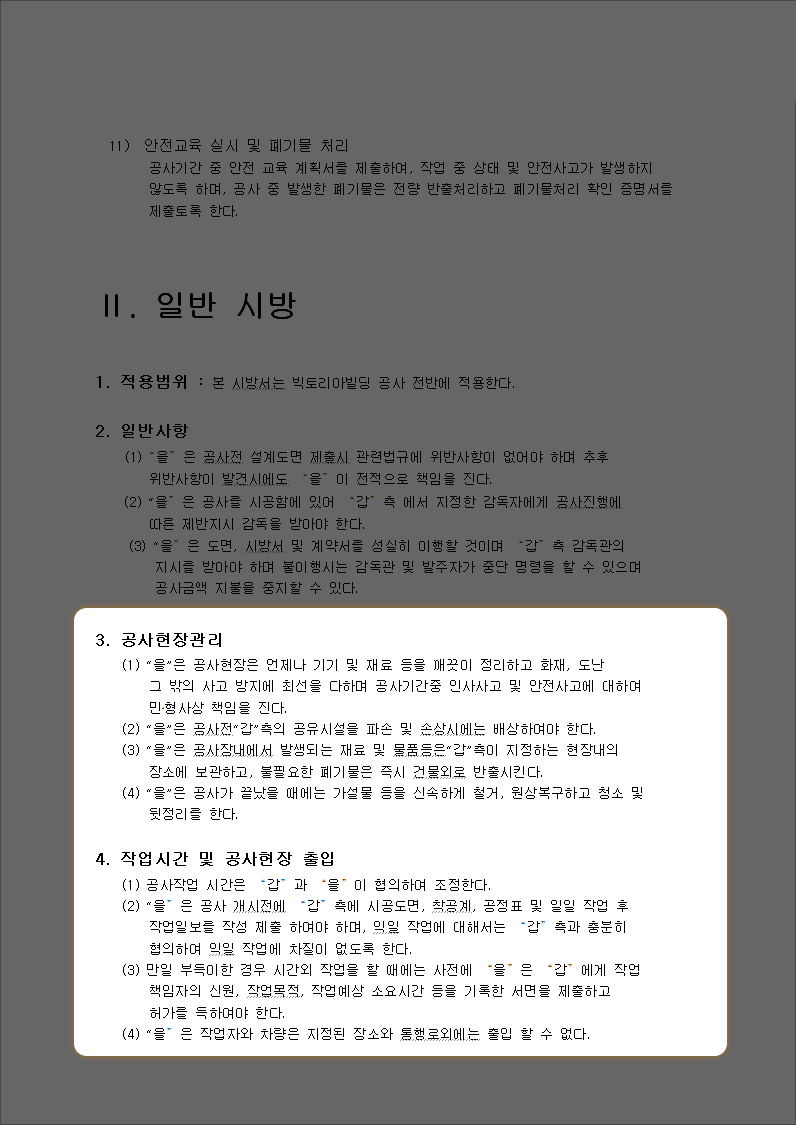 11) 안전교육 실시 및 폐기물 처리
공사기간 중 안전 교육 계획서를 제출하며, 작업 중 상태 및 안전사고가 발생하지
않도록 하며, 공사 중 발생한 폐기물은 전량 반출처리하고 폐기물처리 확인 증명서를
제출토록 한다.
II. 일반 시방
1. 적용범위 : 본 시방서는 빅토리아빌딩 공사 전반에 적용한다.
2. 일반사항
(1) “을” 은 공사전 설계도면 제출시 관련법규에 위반사항이 없어야 하며 추후
위반사항이 발견시에도 “을” 이 전적으로 책임을 진다.
(2) “을” 은 공사를 시공함에 있어 “갑” 측 에서 지정한 감독자에게 공사진행에
따른 제반지시 감독을 받아야 한다.
(3) “을” 은 도면, 시방서 및 계약서를 성실히 이행할 것이며 “갑” 측 감독관의
지시를 받아야 하며 불이행시는 감독관 및 발주자가 중단 명령을 할 수 있으며
공사금액 지불을 중지할 수 있다.
3. 공사현장관리
(1) “을”은 공사현장은 언제나 기기 및 재료 등을 깨끗이 정리하고 화재, 도난
그 밖의 사고 방지에 최선을 다하며 공사기간중 인사사고 및 안전사고에 대하여
민·형사상 책임을 진다.
(2) “을”은 공사전“갑”측의 공유시설을 파손 및 손상시에는 배상하여야 한다.
(3) “을”은 공사장내에서 발생되는 재료 및 물품등은“갑”측이 지정하는 현장내의
장소에 보관하고, 불필요한 폐기물은 즉시 건물외로 반출시킨다.
(4) “을”은 공사가 끝났을 때에는 가설물 등을 신속하게 철거, 원상복구하고 청소 및
뒷정리를 한다.
4. 작업시간 및 공사현장 출입
(1) 공사작업 시간은 “갑” 과 “을” 이 협의하며 조정한다.
(2) “을” 은 공사 개시전에 “갑” 측에 시공도면, 착공계, 공정표 및 일일 작업 후
작업일보를 작성 제출 하여야 하며, 익일 작업에 대해서는 “갑” 측과 충분히
협의하며 익일 작업에 차질이 없도록 한다.
(3) 만일 부득이한 경우 시간외 작업을 할 때에는 사전에 “을” 은 “갑” 에게 작업
책임자의 신원, 작업목적, 작업예상 소요시간 등을 기록한 서면을 제출하고
허가를 득하여야 한다.
(4) “을” 은 작업자와 차량은 지정된 장소와 통행로외에는 출입 할 수 없다.